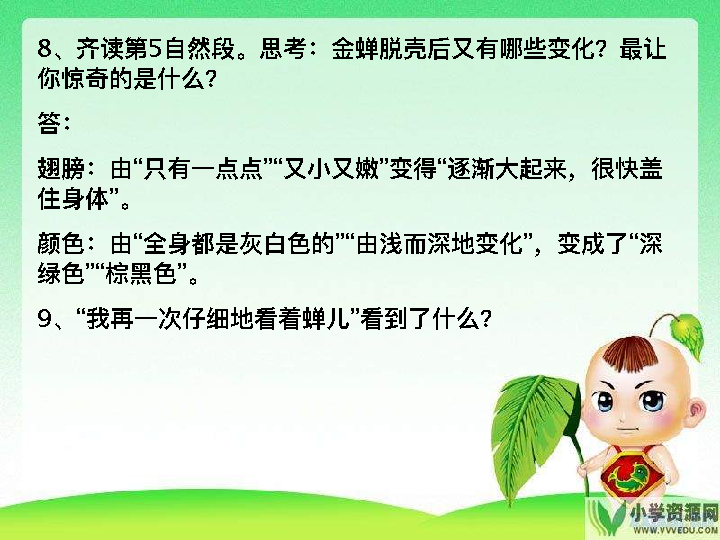 8、齐读第5自然段。思考：金蝉脱壳后又有哪些变化？最让
你惊奇的是什么？
答：
翅膀：由“只有一点点”“又小又嫩”变得“逐渐大起来，很快盖
住身体”。
颜色：由“全身都是灰白色的”“由浅而深地变化”，变成了“深
绿色”“棕黑色”。
9、“我再一次仔细地看着蝉儿”看到了什么？
小学资源网
WWW.VVVEDU.COM